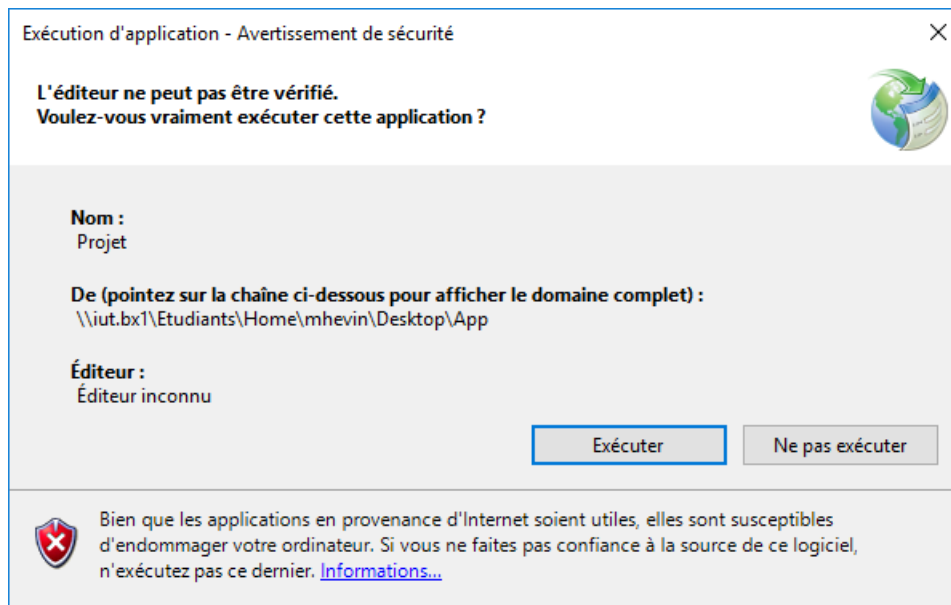 Exécution d'application - Avertissement de sécurité
L'éditeur ne peut pas être vérifié.
Voulez-vous vraiment exécuter cette application ?
Nom :
Projet
De (pointez sur la chaîne ci-dessous pour afficher le domaine complet) :
\\iut.bx1\Etudiants\Home\mhevin\Desktop\App
Éditeur :
Éditeur inconnu
Exécuter
Ne pas exécuter
Bien que les applications en provenance d'Internet soient utiles, elles sont susceptibles
d'endommager votre ordinateur. Si vous ne faites pas confiance à la source de ce logiciel,
n'exécutez pas ce dernier. Informations...